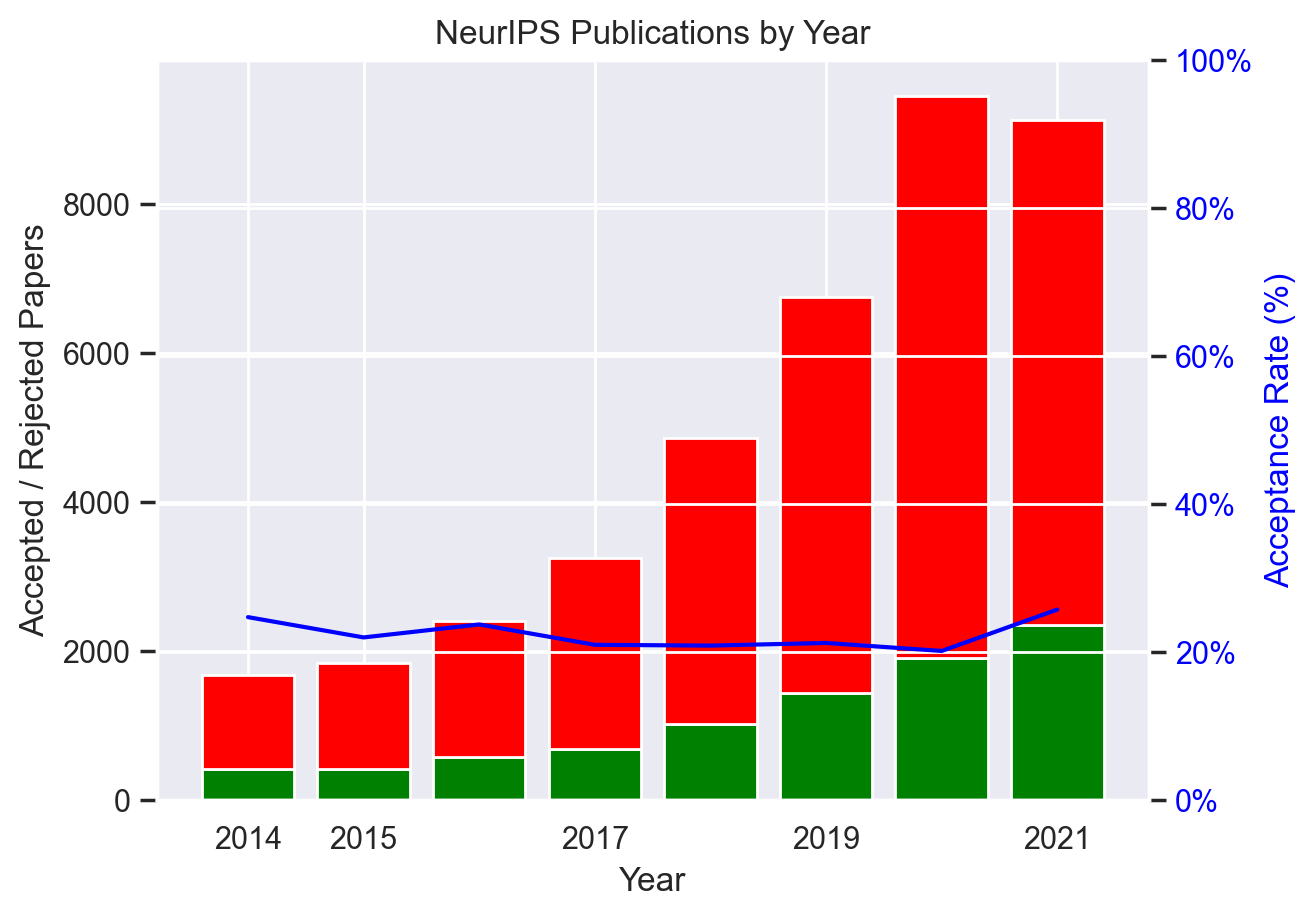 NeurIPS Publications by Year
Accepted / Rejected Papers
8000
6000
4000
2000
0
100%
80%
60%
40%
20%
0%
Acceptance Rate (%)
2014 2015 2017 2019 2021
Year